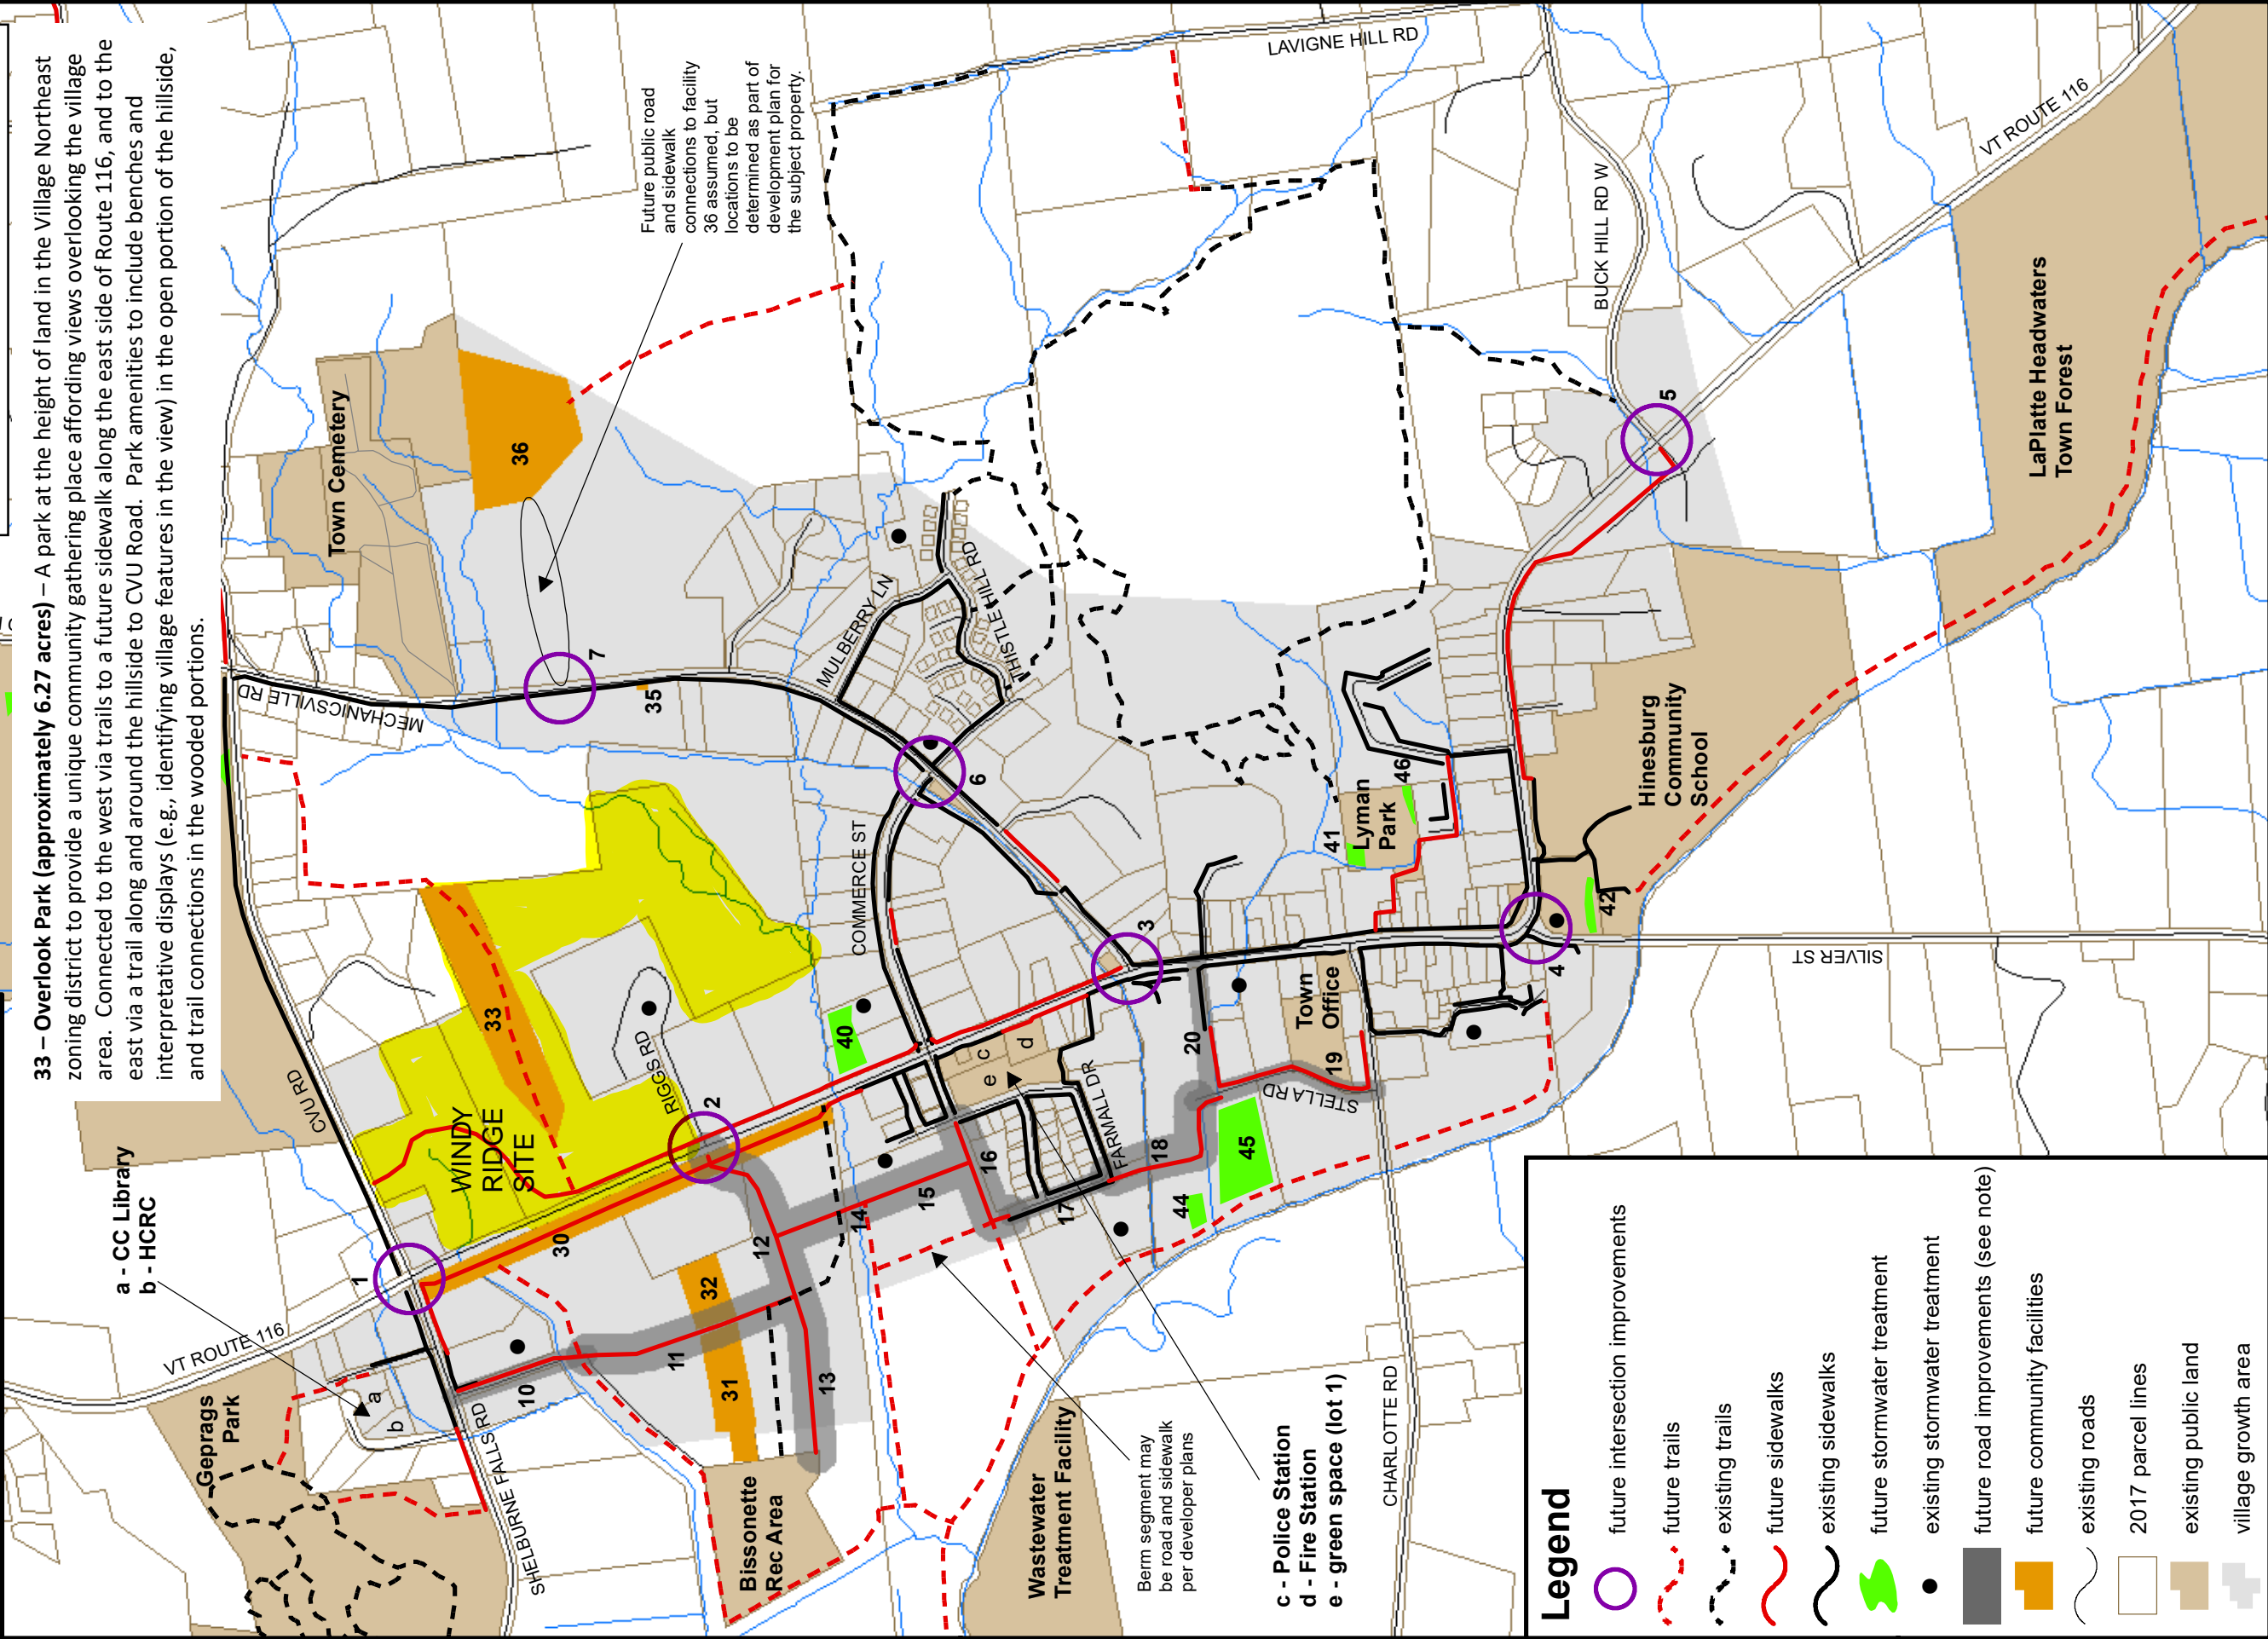 33 – Overlook Park (approximately 6.27 acres) – A park at the height of land in the Village Northeast
zoning district to provide a unique community gathering place affording views overlooking the village
area. Connected to the west via trails to a future sidewalk along the east side of Route 116, and to the
east via a trail along and around the hillside to CVU Road. Park amenities to include benches and
interpretative displays (e.g., identifying village features in the view) in the open portion of the hillside,
and trail connections in the wooded portions.
Future public road
and sidewalk
connections to facility
36 assumed, but
locations to be
determined as part of
development plan for
the subject property.
LAVIGNE HILL RD
BUCK HILL RD W
VT ROUTE 116
Town Cemetery
36
5
LaPlatte Headwaters
Town Forest
MECHANICSVILLE RD
7
35
MULBERRY LN
THISTLE HILL RD
6
COMMERCE ST
3
41
Lyman
Park
46
Hinesburg
Community
School
42
4
SILVER ST
CVU RD
33
RIGGS RD
2
40
c
d
e
20
Town
Office
19
STELLA RD
WINDY
RIDGE
SITE
a - CC Library
b - HCRC
1
30
12
14
15
16
17
FARMALL DR
18
44
45
VT ROUTE 116
Geprags
Park
a
b
10
11
32
31
13
SHELBURNE FALLS RD
Bissonette
Rec Area
Wastewater
Treatment Facility
Berm segment may
be road and sidewalk
per developer plans
c - Police Station
d - Fire Station
e - green space (lot 1)
CHARLOTTE RD
Legend
future intersection improvements
future trails
existing trails
future sidewalks
existing sidewalks
future stormwater treatment
existing stormwater treatment
future road improvements (see note)
future community facilities
existing roads
2017 parcel lines
existing public land
village growth area